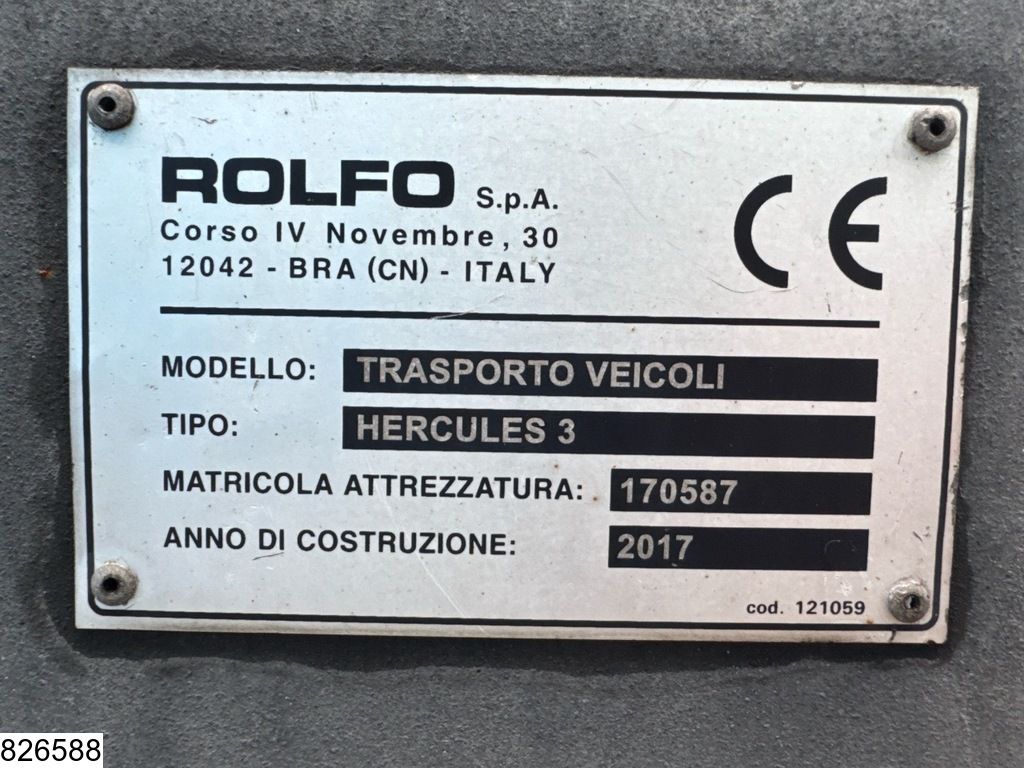 ROLFO S.p.A.
Corso IV Novembre, 30
12042 - BRA (CN) - ITALY
CE
MODELLO: TRASPORTO VEICOLI
TIPO: HERCULES 3
MATRICOLA ATTREZZATURA: 170587
ANNO DI COSTRUZIONE: 2017
cod. 121059
826588